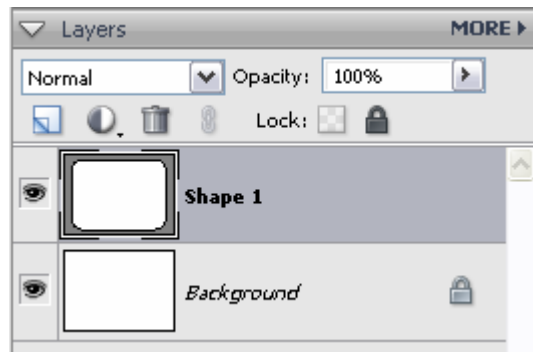 Layers MORE
Normal Opacity: 100%
Lock:
Shape 1
Background